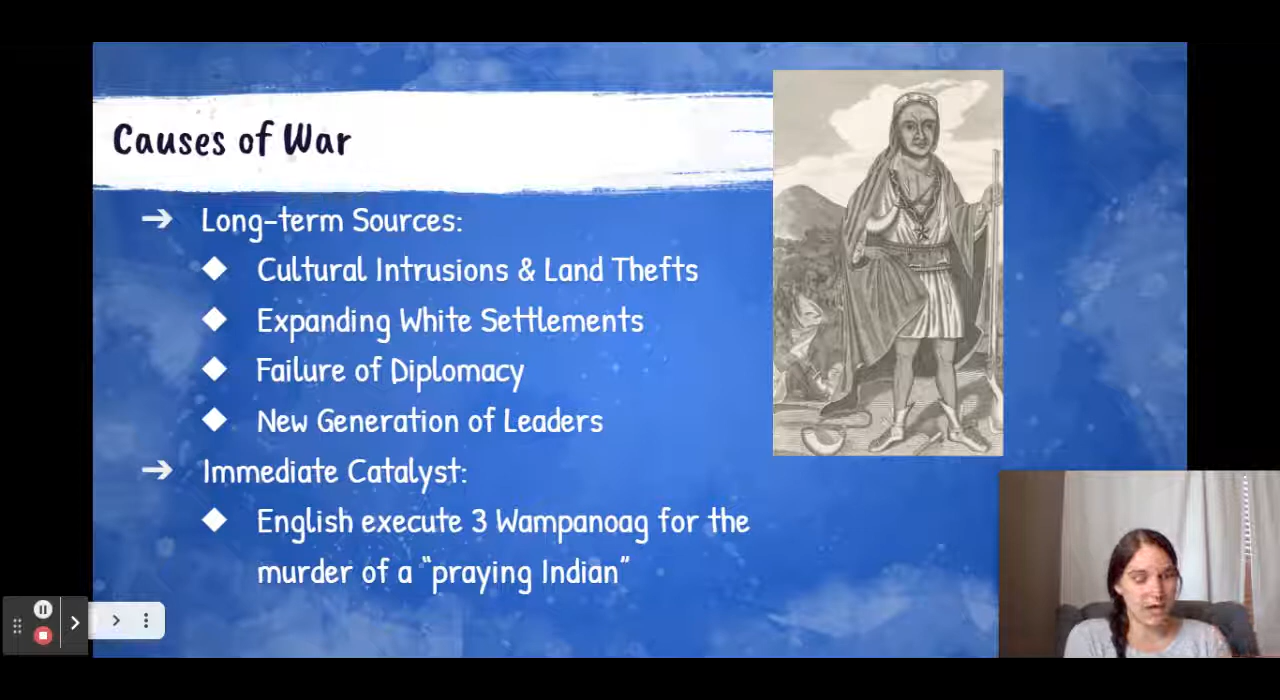 Causes of War
➔ Long-term Sources:
◆ Cultural Intrusions & Land Thefts
◆ Expanding White Settlements
◆ Failure of Diplomacy
◆ New Generation of Leaders
➔ Immediate Catalyst:
◆ English execute 3 Wampanoag for the
murder of a “praying Indian”